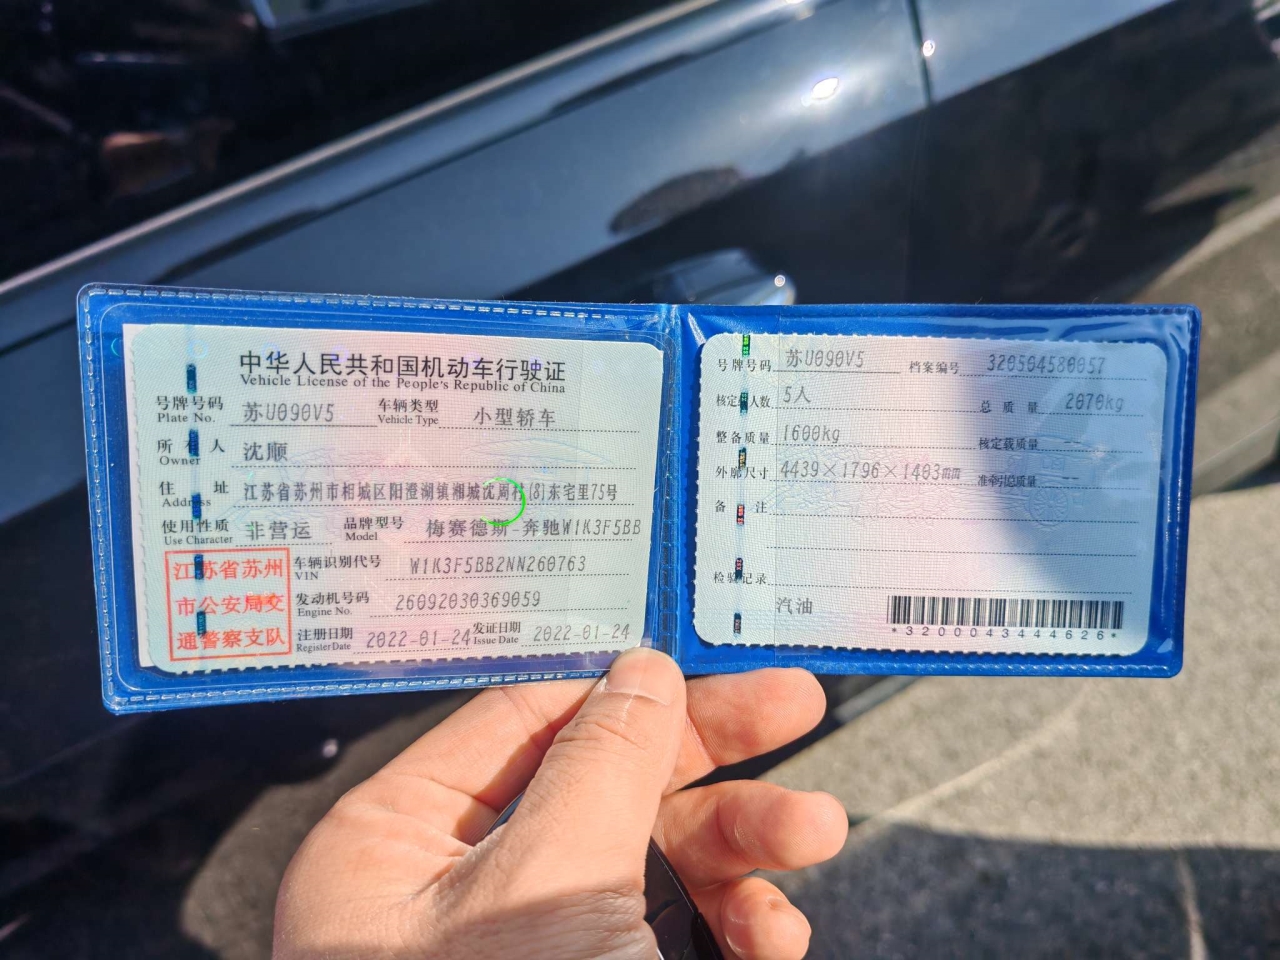 中华人民共和国机动车行驶证
Vehicle License of the People's Republic of China
号牌号码 苏U090V5 车辆类型 小型轿车
Plate No. Vehicle Type
所有人 沈顺
Owner
住 址 江苏省苏州市相城区阳澄湖镇湘城沈周村(8)东宅里75号
Address
使用性质 非营运 品牌型号 梅赛德斯-奔驰W1K3F5BB
Use Character Model
江苏省苏州
市公安局交
通警察支队
车辆识别代号 W1K3F5BB2NN260763
VIN
发动机号码 26092030369059
Engine No.
注册日期 2022-01-24 发证日期 2022-01-24
Register Date Issue Date
号牌号码 苏U090V5 档案编号 320504580057
核定载人数 5人 总质量 2070kg
整备质量 1600kg 核定载质量 --
外廓尺寸 4439×1796×1403mm 准牵引总质量 --
备 注
检验记录
汽油
*3200043444626*